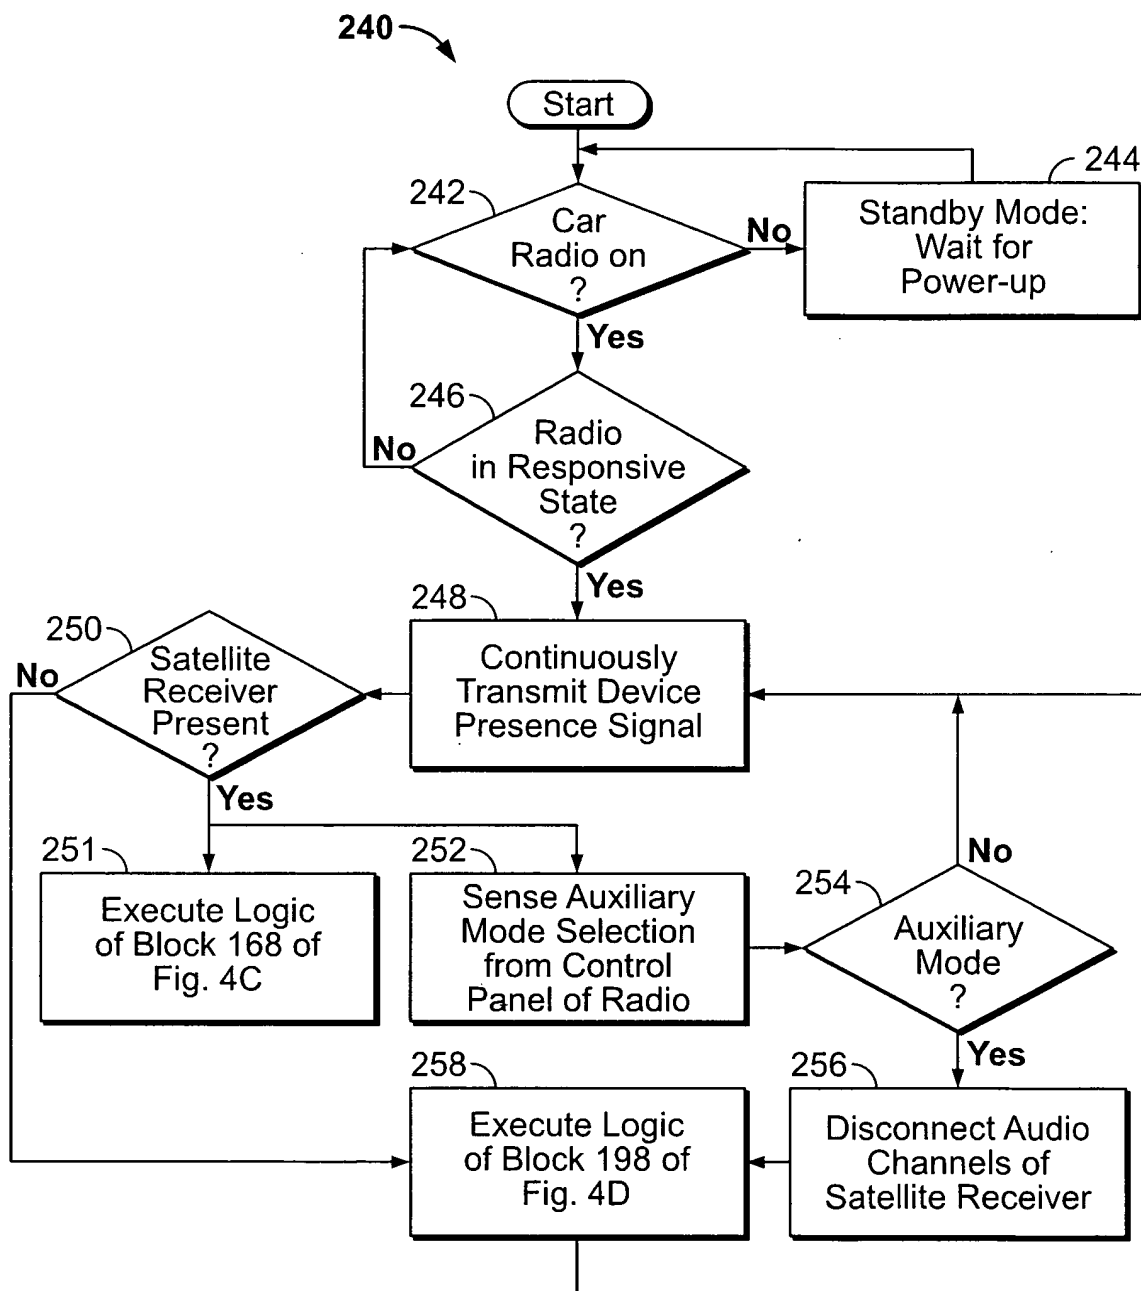 240
Start
242
Car
Radio on
?
No
244
Standby Mode:
Wait for
Power-up
Yes
246
Radio
in Responsive
State
?
No
Yes
248
Continuously
Transmit Device
Presence Signal
250
Satellite
Receiver
Present
?
No
Yes
251
Execute Logic
of Block 168 of
Fig. 4C
252
Sense Auxiliary
Mode Selection
from Control
Panel of Radio
254
Auxiliary
Mode
?
No
Yes
256
Disconnect Audio
Channels of
Satellite Receiver
258
Execute Logic
of Block 198 of
Fig. 4D